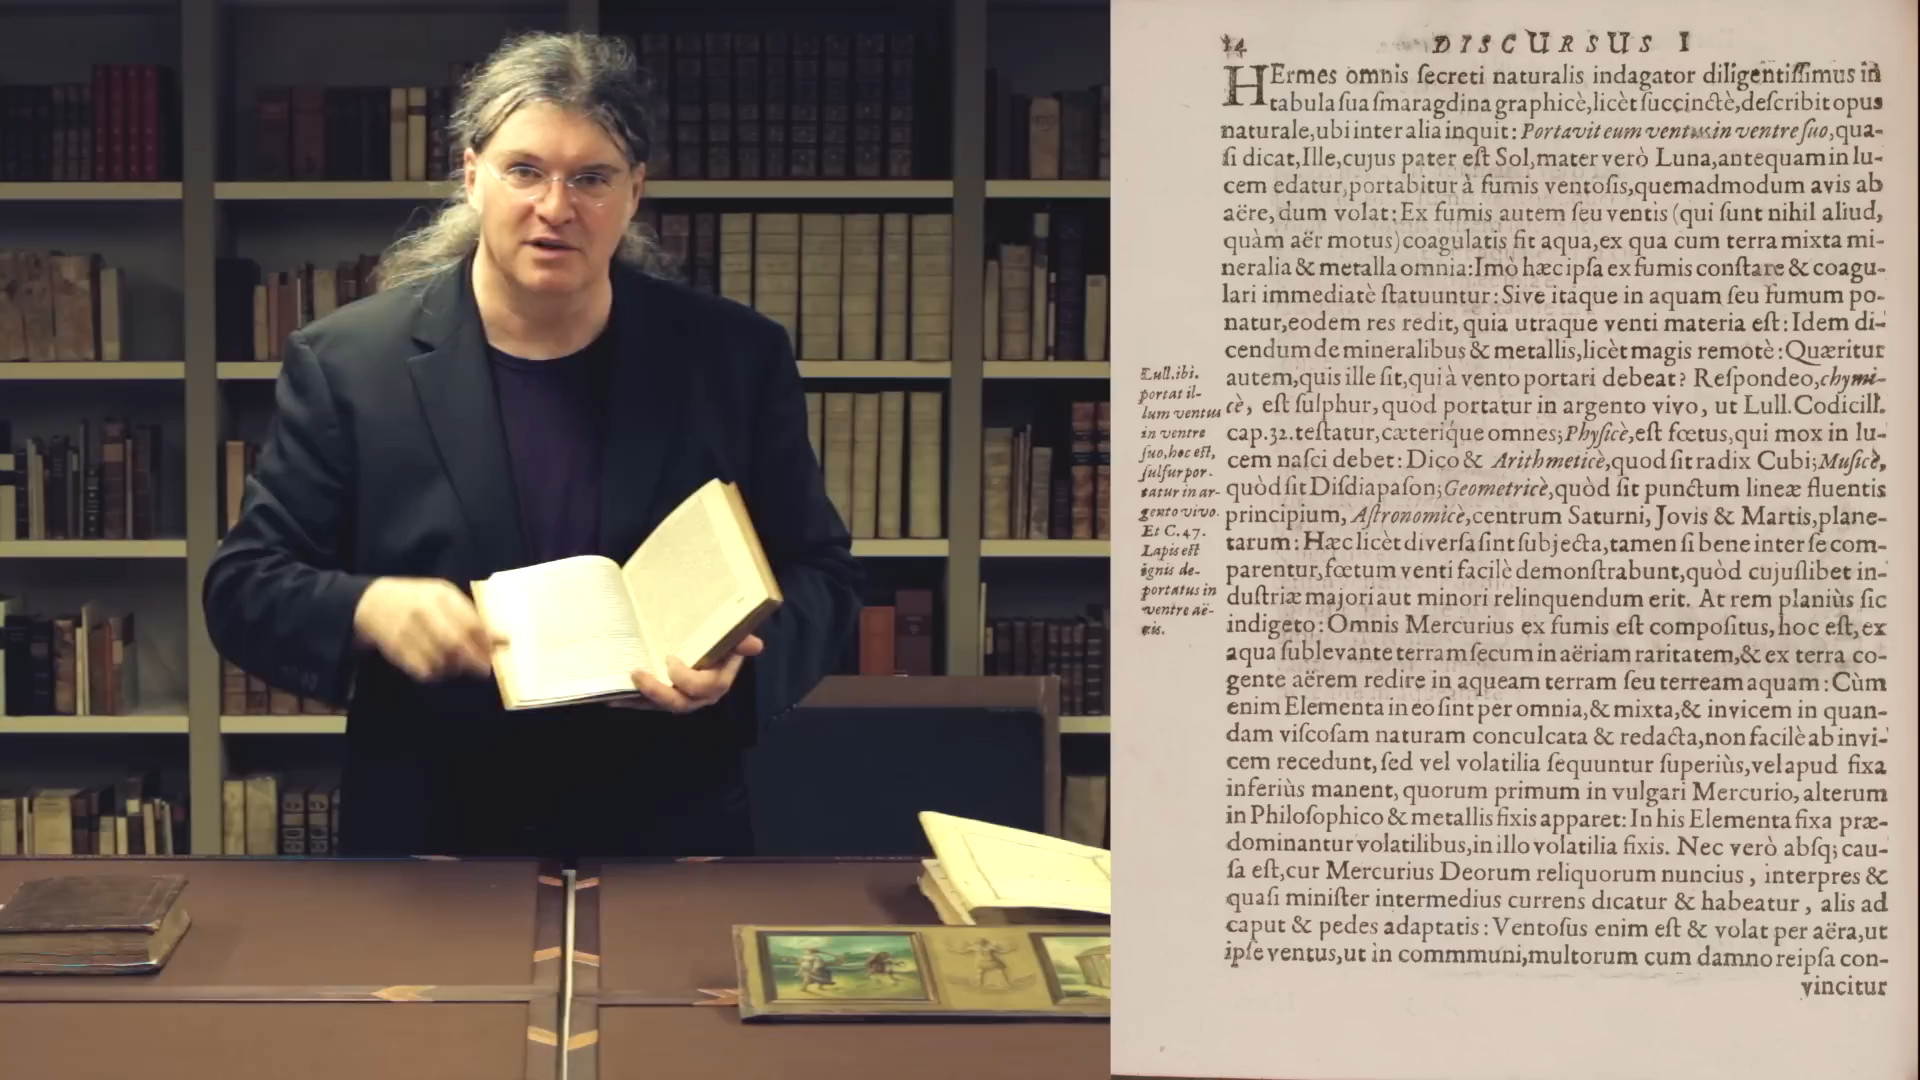 14 DISCURSUS I
HErmes omnis ſecreti naturalis indagator diligentiſſimus in
tabula ſua ſmaragdina graphicè, licèt ſuccinctè, deſcribit opus
naturale, ubi inter alia inquit: Portavit eum ventus in ventre ſuo, qua-
ſi dicat, Ille, cujus pater eſt Sol, mater verò Luna, antequam in lu-
cem edatur, portabitur à fumis ventoſis, quemadmodum avis ab
aëre, dum volat: Ex fumis autem ſeu ventis (qui ſunt nihil aliud,
quàm aër motus) coagulatis fit aqua, ex qua cum terra mixta mi-
neralia & metalla omnia: Imò hæc ipſa ex fumis conſtare & coagu-
lari immediatè ſtatuuntur: Sive itaque in aquam ſeu fumum po-
natur, eodem res redit, quia utraque venti materia eſt: Idem di-
cendum de mineralibus & metallis, licèt magis remotè: Quæritur
autem, quis ille ſit, qui à vento portari debeat? Reſpondeo, chymi-
cè, eſt ſulphur, quod portatur in argento vivo, ut Lull. Codicill.
cap. 32. teſtatur, cæterique omnes; Phyſicè, eſt fœtus, qui mox in lu-
cem naſci debet: Dico & Arithmeticè, quod ſit radix Cubi; Muſicè,
quòd ſit Diſdiapaſon; Geometricè, quòd ſit punctum lineæ fluentis
principium, Aſtronomicè, centrum Saturni, Jovis & Martis, plane-
tarum: Hæc licèt diverſa ſint ſubjecta, tamen ſi bene inter ſe com-
parentur, fœtum venti facilè demonſtrabunt, quòd cujuſlibet in-
duſtriæ majori aut minori relinquendum erit. At rem planiùs ſic
indigeto: Omnis Mercurius ex fumis eſt compoſitus, hoc eſt, ex
aqua ſublevante terram ſecum in aëriam raritatem, & ex terra co-
gente aërem redire in aqueam terram ſeu terream aquam: Cùm
enim Elementa in eo ſint per omnia, & mixta, & invicem in quan-
dam viſcoſam naturam conculcata & redacta, non facilè ab invi-
cem recedunt, ſed vel volatilia ſequuntur ſuperiùs, vel apud fixa
inferiùs manent, quorum primum in vulgari Mercurio, alterum
in Philoſophico & metallis fixis apparet: In his Elementa fixa præ-
dominantur volatilibus, in illo volatilia fixis. Nec verò abſq; cau-
ſa eſt, cur Mercurius Deorum reliquorum nuncius, interpres &
quaſi miniſter intermedius currens dicatur & habeatur, alis ad
caput & pedes adaptatis: Ventoſus enim eſt & volat per aëra, ut
ipſe ventus, ut in commmuni, multorum cum damno reipſa con-
vincitur
Lull. ibi.
portat il-
lum ventus
in ventre
ſuo, hoc eſt,
ſulfur por-
tatur in ar-
gento vivo.
Et C. 47.
Lapis eſt
ignis de-
portatus in
ventre aë-
ris.